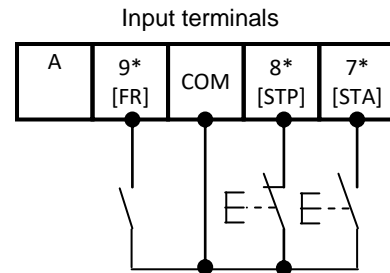 Input terminals
A
9*
[FR]
COM
8*
[STP]
7*
[STA]